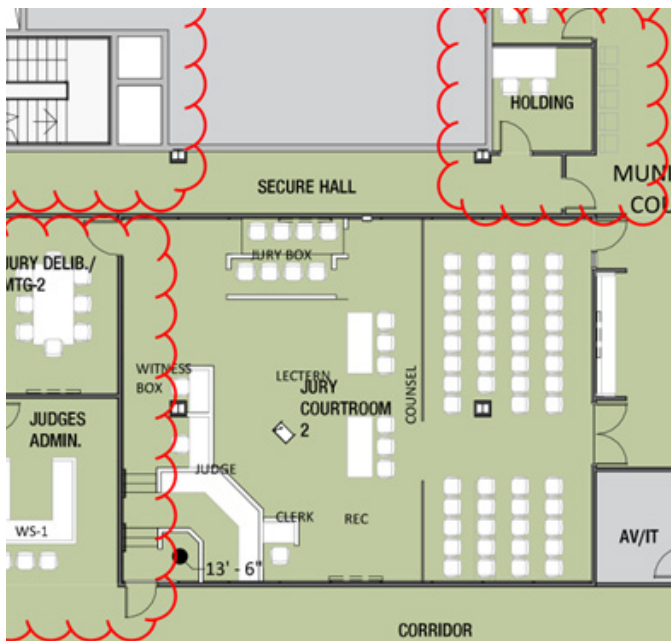 HOLDING
SECURE HALL
MUNI
COU
JURY DELIB./
MTG-2
JURY BOX
WITNESS
BOX
LECTERN
JURY
COURTROOM
2
COUNSEL
JUDGES
ADMIN.
JUDGE
WS-1
CLERK
REC
AV/IT
13' - 6"
CORRIDOR